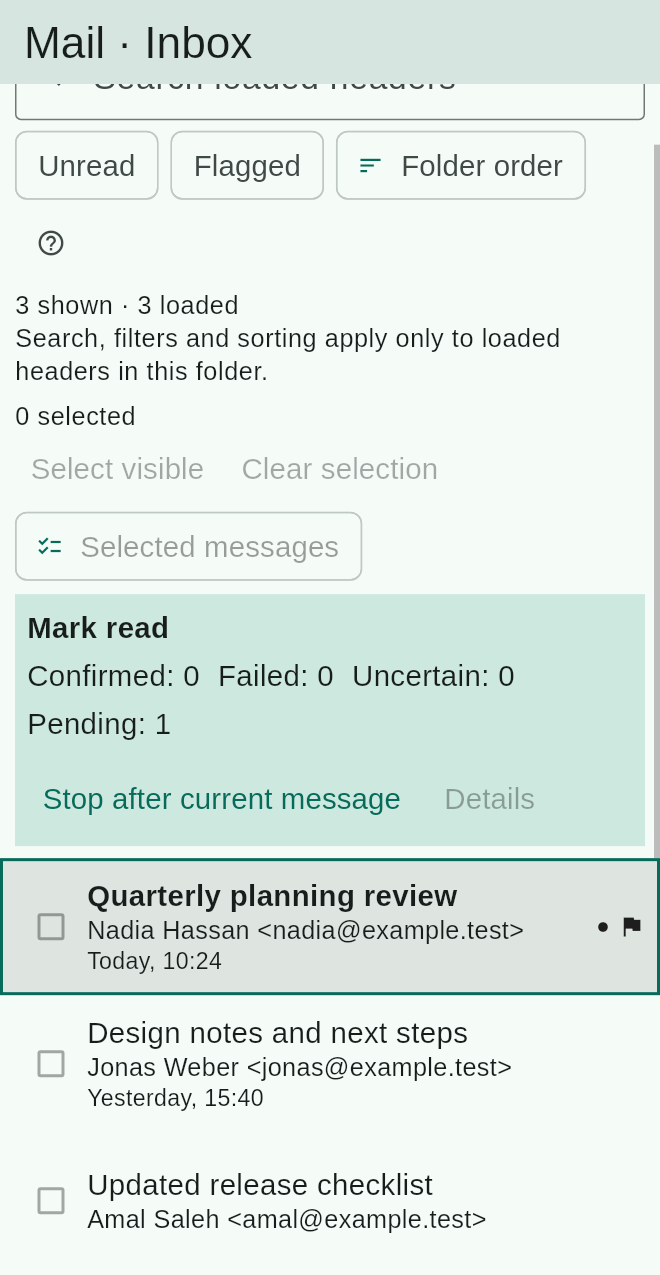 Mail · Inbox
Search loaded headers
Unread Flagged Folder order
3 shown · 3 loaded
Search, filters and sorting apply only to loaded
headers in this folder.
0 selected
Select visible Clear selection
Selected messages
Mark read
Confirmed: 0 Failed: 0 Uncertain: 0
Pending: 1
Stop after current message Details
Quarterly planning review
Nadia Hassan <nadia@example.test>
Today, 10:24
Design notes and next steps
Jonas Weber <jonas@example.test>
Yesterday, 15:40
Updated release checklist
Amal Saleh <amal@example.test>